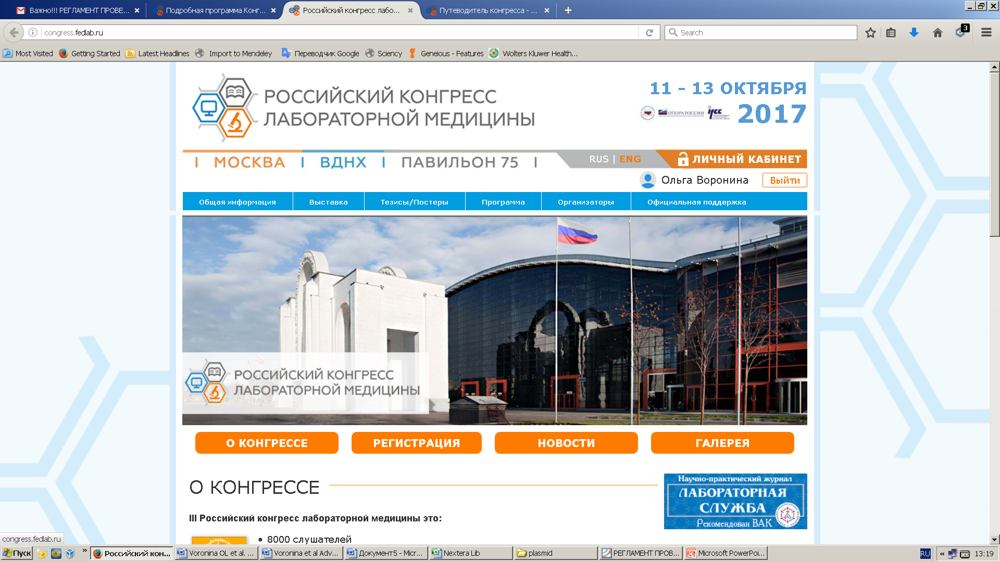 Важно!!! РЕГЛАМЕНТ ПРОВЕ...
Подробная программа Конг...
Российский конгресс лабо...
Путеводитель конгресса - ...
congress.fedlab.ru
Search
3
Most Visited
Getting Started
Latest Headlines
Import to Mendeley
Переводчик Google
Sciency
Geneious - Features
Wolters Kluwer Health...
РОССИЙСКИЙ КОНГРЕСС
ЛАБОРАТОРНОЙ МЕДИЦИНЫ
11 - 13 ОКТЯБРЯ
ОПОРА РОССИИ
ifcc
2017
| МОСКВА | ВДНХ | ПАВИЛЬОН 75 |
RUS | ENG
ЛИЧНЫЙ КАБИНЕТ
Ольга Воронина
Выйти
Общая информация
Выставка
Тезисы/Постеры
Программа
Организаторы
Официальная поддержка
РОССИЙСКИЙ КОНГРЕСС
ЛАБОРАТОРНОЙ МЕДИЦИНЫ
О КОНГРЕССЕ
РЕГИСТРАЦИЯ
НОВОСТИ
ГАЛЕРЕЯ
О КОНГРЕССЕ
Научно-практический журнал
ЛАБОРАТОРНАЯ
СЛУЖБА
Рекомендован ВАК
III Российский конгресс лабораторной медицины это:
• 8000 слушателей
congress.fedlab.ru
Пуск
»
Российский кон...
Voronina OL et al. ...
Voronina et al Adv...
Документ5 - Micr...
Nextera Lib
plasmid
РЕГЛАМЕНТ ПРОВ...
Microsoft PowerPoi...
RU
«
13:19